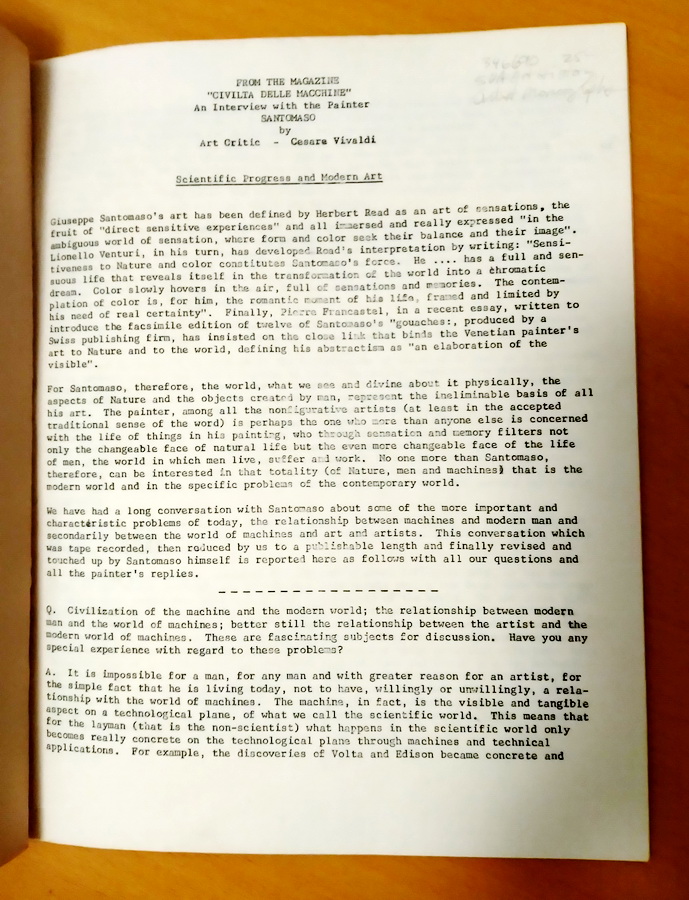 FROM THE MAGAZINE
"CIVILTA DELLE MACCHINE"
An Interview with the Painter
SANTOMASO
by
Art Critic - Cesare Vivaldi
Scientific Progress and Modern Art
Giuseppe Santomaso's art has been defined by Herbert Read as an art of sensations, the
fruit of "direct sensitive experiences" and all immersed and really expressed "in the
ambiguous world of sensation, where form and color seek their balance and their image".
Lionello Venturi, in his turn, has developed Read's interpretation by writing: "Sensi-
tiveness to Nature and color constitutes Santomaso's force. He .... has a full and sen-
suous life that reveals itself in the transformation of the world into a chromatic
dream. Color slowly hovers in the air, full of sensations and memories. The contem-
plation of color is, for him, the romantic moment of his life, framed and limited by
his need of real certainty". Finally, Pierre Francastel, in a recent essay, written to
introduce the facsimile edition of twelve of Santomaso's "gouaches:, produced by a
Swiss publishing firm, has insisted on the close link that binds the Venetian painter's
art to Nature and to the world, defining his abstractism as "an elaboration of the
visible".
For Santomaso, therefore, the world, what we see and divine about it physically, the
aspects of Nature and the objects created by man, represent the ineliminable basis of all
his art. The painter, among all the nonfigurative artists (at least in the accepted
traditional sense of the word) is perhaps the one who more than anyone else is concerned
with the life of things in his painting, who through sensation and memory filters not
only the changeable face of natural life but the even more changeable face of the life
of men, the world in which men live, suffer and work. No one more than Santomaso,
therefore, can be interested in that totality (of Nature, men and machines) that is the
modern world and in the specific problems of the contemporary world.
We have had a long conversation with Santomaso about some of the more important and
characteristic problems of today, the relationship between machines and modern man and
secondarily between the world of machines and art and artists. This conversation which
was tape recorded, then reduced by us to a publishable length and finally revised and
touched up by Santomaso himself is reported here as follows with all our questions and
all the painter's replies.
Q. Civilization of the machine and the modern world; the relationship between modern
man and the world of machines; better still the relationship between the artist and the
modern world of machines. These are fascinating subjects for discussion. Have you any
special experience with regard to these problems?
A. It is impossible for a man, for any man and with greater reason for an artist, for
the simple fact that he is living today, not to have, willingly or unwillingly, a rela-
tionship with the world of machines. The machine, in fact, is the visible and tangible
aspect on a technological plane, of what we call the scientific world. This means that
for the layman (that is the non-scientist) what happens in the scientific world only
becomes really concrete on the technological plane through machines and technical
applications. For example, the discoveries of Volta and Edison became concrete and